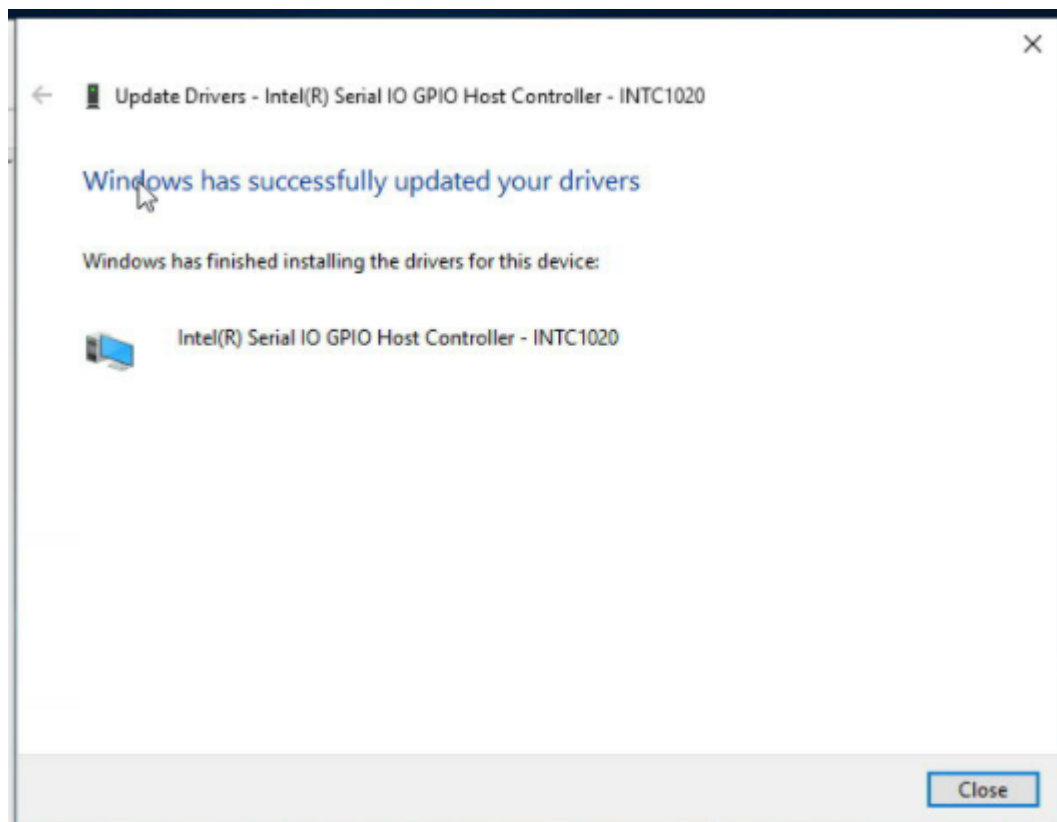 Update Drivers - Intel(R) Serial IO GPIO Host Controller - INTC1020
Windows has successfully updated your drivers
Windows has finished installing the drivers for this device:
Intel(R) Serial IO GPIO Host Controller - INTC1020
Close